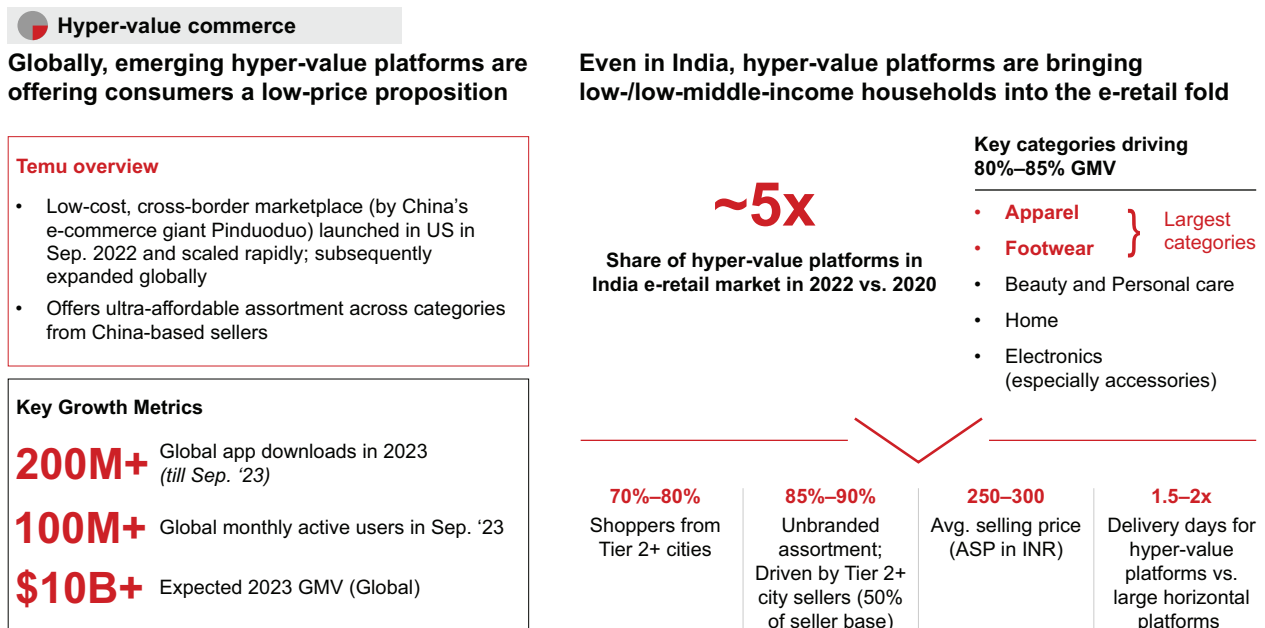 Hyper-value commerce
Globally, emerging hyper-value platforms are
offering consumers a low-price proposition
Temu overview
• Low-cost, cross-border marketplace (by China’s
e-commerce giant Pinduoduo) launched in US in
Sep. 2022 and scaled rapidly; subsequently
expanded globally
• Offers ultra-affordable assortment across categories
from China-based sellers
Key Growth Metrics
200M+ Global app downloads in 2023
(till Sep. ‘23)
100M+ Global monthly active users in Sep. ‘23
$10B+ Expected 2023 GMV (Global)
Even in India, hyper-value platforms are bringing
low-/low-middle-income households into the e-retail fold
~5x
Share of hyper-value platforms in
India e-retail market in 2022 vs. 2020
Key categories driving
80%–85% GMV
• Apparel
• Footwear
Largest
categories
• Beauty and Personal care
• Home
• Electronics
(especially accessories)
70%–80%
Shoppers from
Tier 2+ cities
85%–90%
Unbranded
assortment;
Driven by Tier 2+
city sellers (50%
of seller base)
250–300
Avg. selling price
(ASP in INR)
1.5–2x
Delivery days for
hyper-value
platforms vs.
large horizontal
platforms